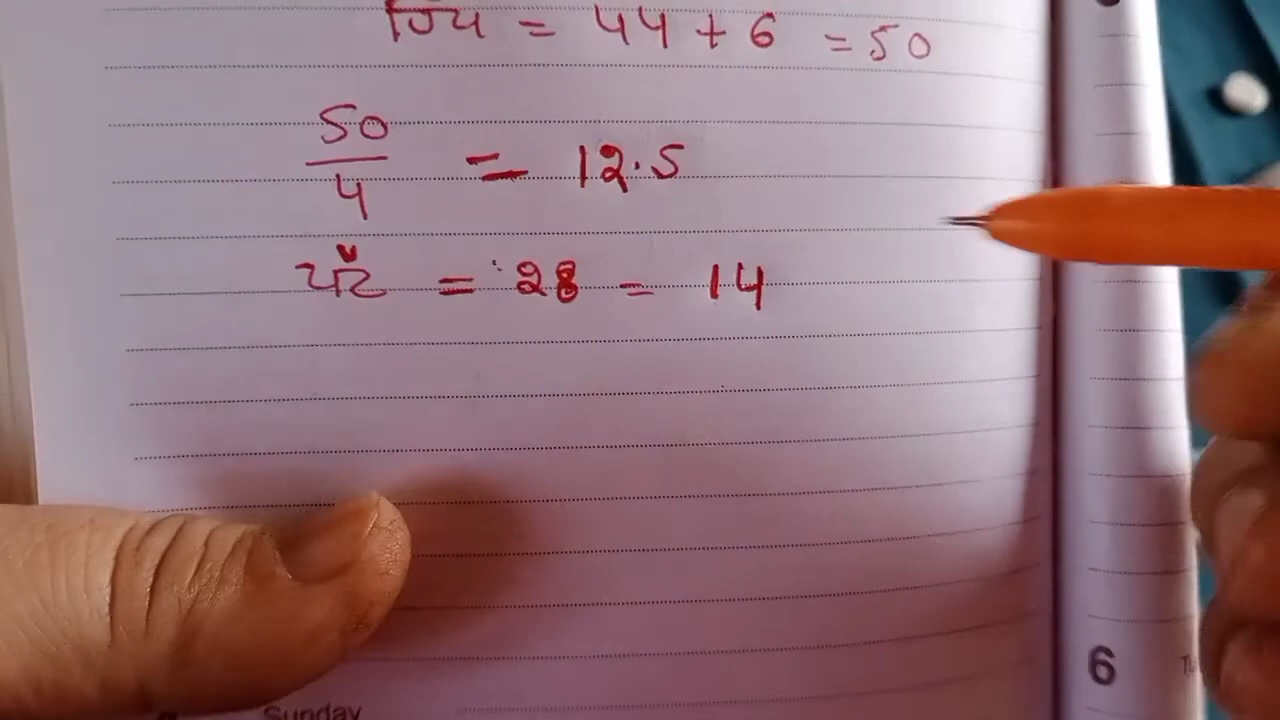 = 44 + 6 = 50
50/4 = 12.5
= 28 = 14
6
Sunday